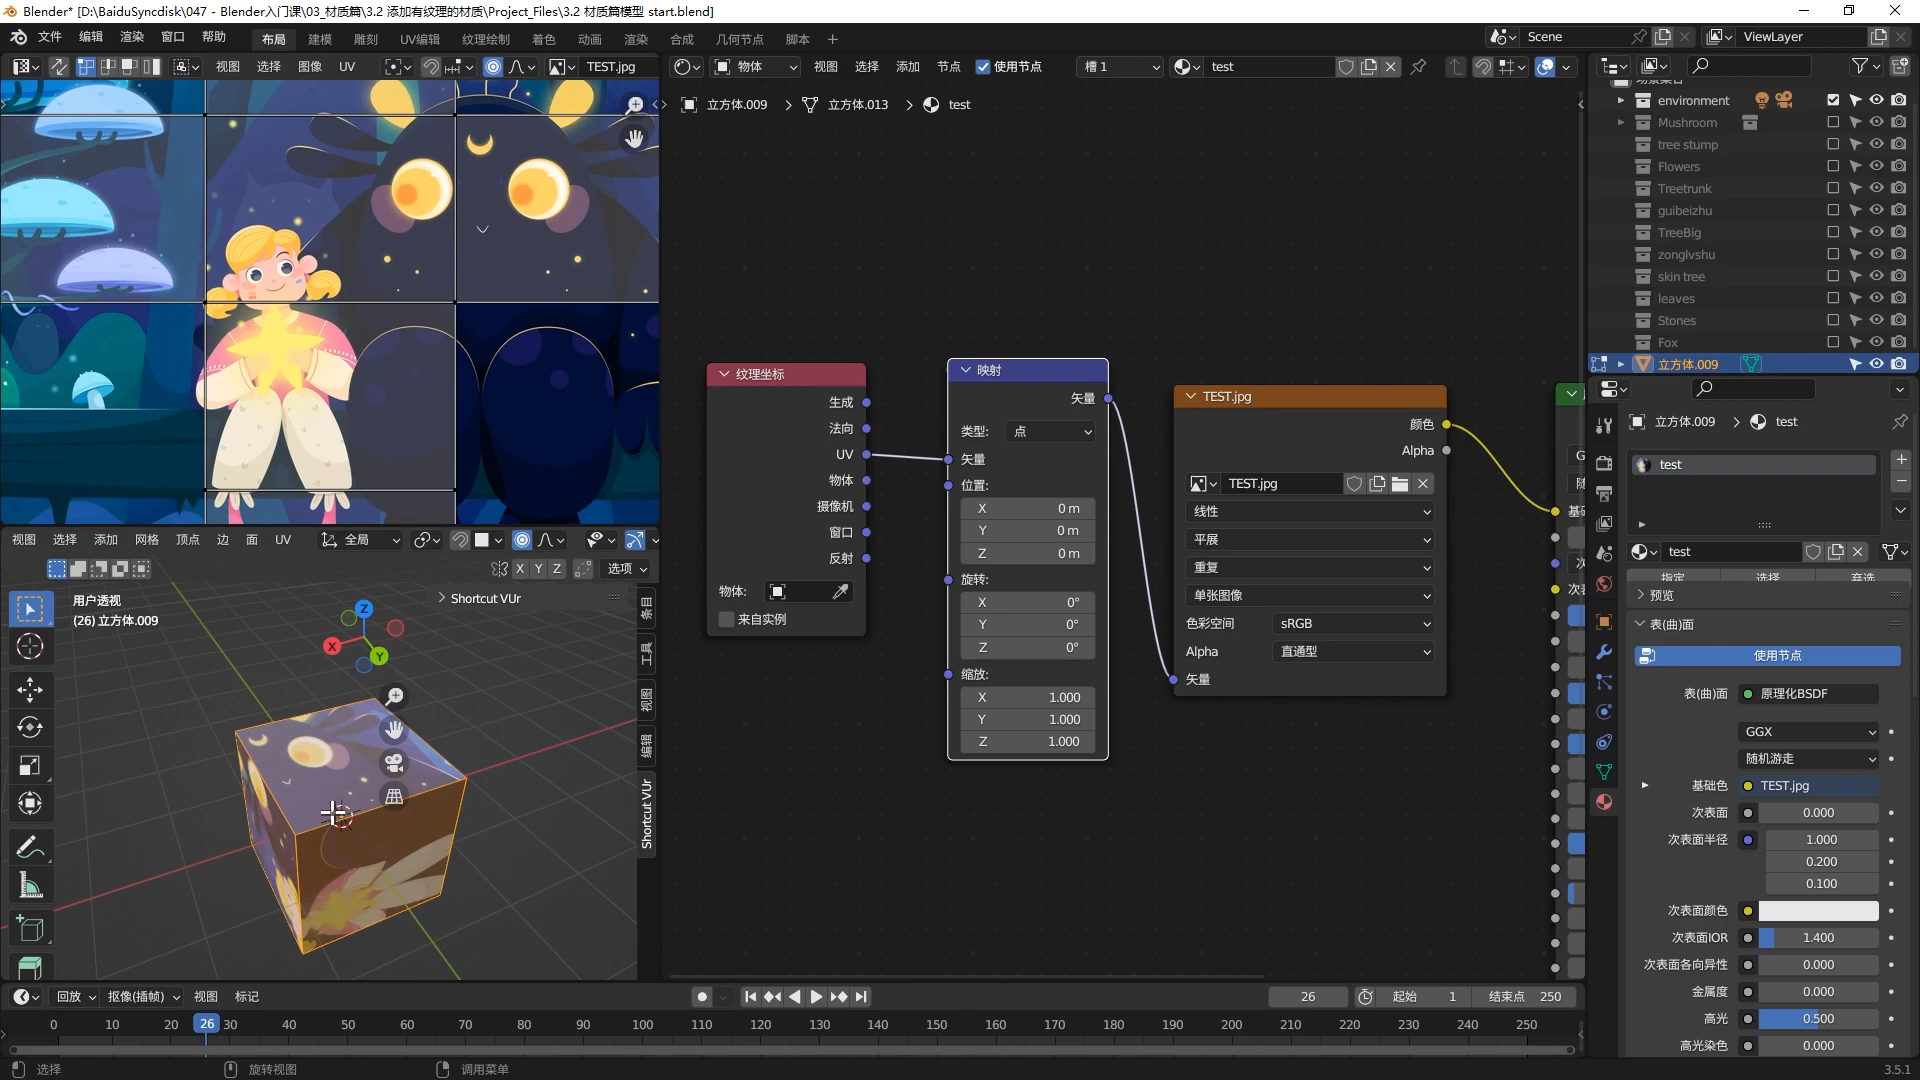 Blender* [D:\BaiduSyncdisk\047 - Blender入门课\03_材质篇\3.2 添加有纹理的材质\Project_Files\3.2 材质篇模型 start.blend]
文件 编辑 渲染 窗口 帮助 布局 建模 雕刻 UV编辑 纹理绘制 着色 动画 渲染 合成 几何节点 脚本 +
Scene ViewLayer
视图 选择 图像 UV TEST.jpg
物体 视图 选择 添加 节点 使用节点 槽 1 test
立方体.009 > 立方体.013 > test
environment
Mushroom
tree stump
Flowers
Treetrunk
guibeizhu
TreeBig
zonglvshu
skin tree
leaves
Stones
Fox
立方体.009
纹理坐标
生成
法向
UV
物体
摄像机
窗口
反射
物体:
来自实例
映射
矢量
类型: 点
矢量
位置:
X 0 m
Y 0 m
Z 0 m
旋转:
X 0°
Y 0°
Z 0°
缩放:
X 1.000
Y 1.000
Z 1.000
TEST.jpg
颜色
Alpha
TEST.jpg
线性
平展
重复
单张图像
色彩空间 sRGB
Alpha 直通型
矢量
视图 选择 添加 网格 顶点 边 面 UV 全局
X Y Z 选项
用户透视
(26) 立方体.009
Shortcut VUr
Z
X
Y
条目
工具
视图
编辑
Shortcut VUr
立方体.009 > test
test
test
指定 选择 弃选
预览
表(曲)面
使用节点
表(曲)面 原理化BSDF
GGX
随机游走
基础色 TEST.jpg
次表面 0.000
次表面半径 1.000
0.200
0.100
次表面颜色
次表面IOR 1.400
次表面各向异性 0.000
金属度 0.000
高光 0.500
高光染色 0.000
回放 抠像(插帧) 视图 标记
26 起始 1 结束点 250
0 10 20 26 30 40 50 60 70 80 90 100 110 120 130 140 150 160 170 180 190 200 210 220 230 240 250
选择 旋转视图 调用菜单 3.5.1